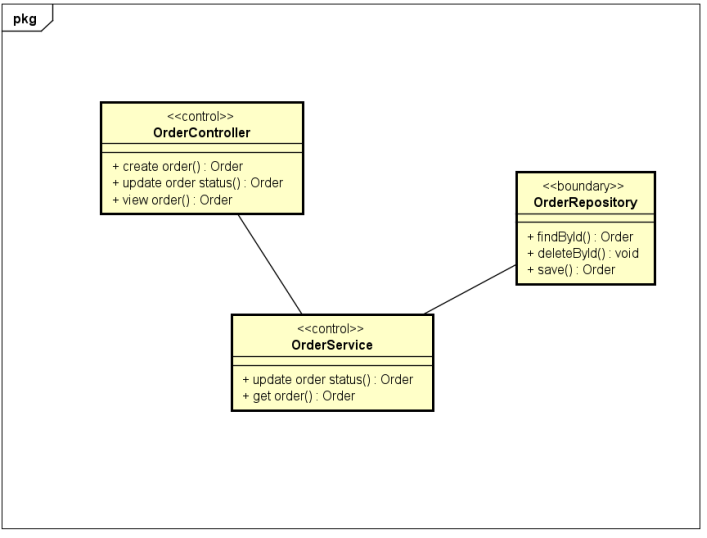 pkg
<<control>>
OrderController
+ create order() : Order
+ update order status() : Order
+ view order() : Order
<<boundary>>
OrderRepository
+ findById() : Order
+ deleteById() : void
+ save() : Order
<<control>>
OrderService
+ update order status() : Order
+ get order() : Order